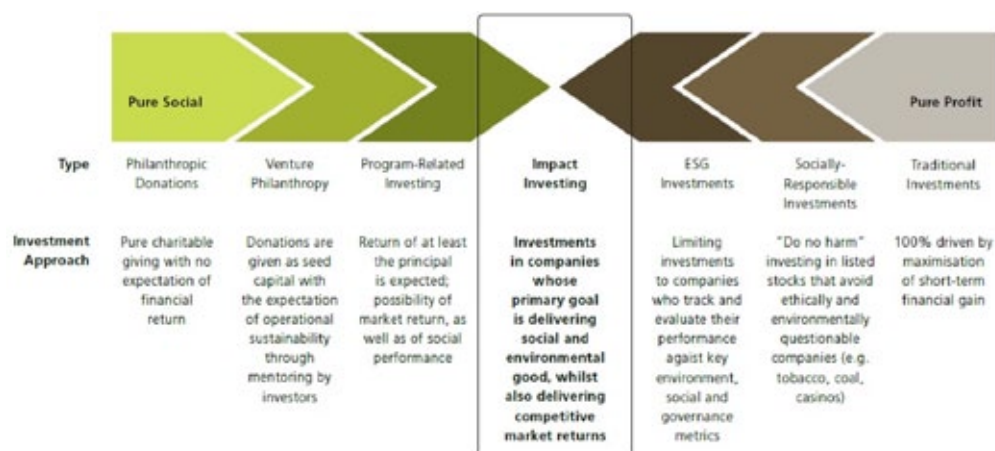 Pure Social
Pure Profit
Type
Philanthropic
Donations
Venture
Philanthropy
Program-Related
Investing
Impact
Investing
ESG
Investments
Socially-
Responsible
Investments
Traditional
Investments
Investment
Approach
Pure charitable
giving with no
expectation of
financial
return
Donations are
given as seed
capital with
the expectation
of operational
sustainability
through
mentoring by
investors
Return of at least
the principal
is expected;
possibility of
market return, as
well as of social
performance
Investments
in companies
whose
primary goal
is delivering
social and
environmental
good, whilst
also delivering
competitive
market returns
Limiting
investments
to companies
who track and
evaluate their
performance
agaist key
environment,
social and
governance
metrics
"Do no harm"
investing in listed
stocks that avoid
ethically and
environmentally
questionable
companies (e.g.
tobacco, coal,
casinos)
100% driven by
maximisation
of short-term
financial gain